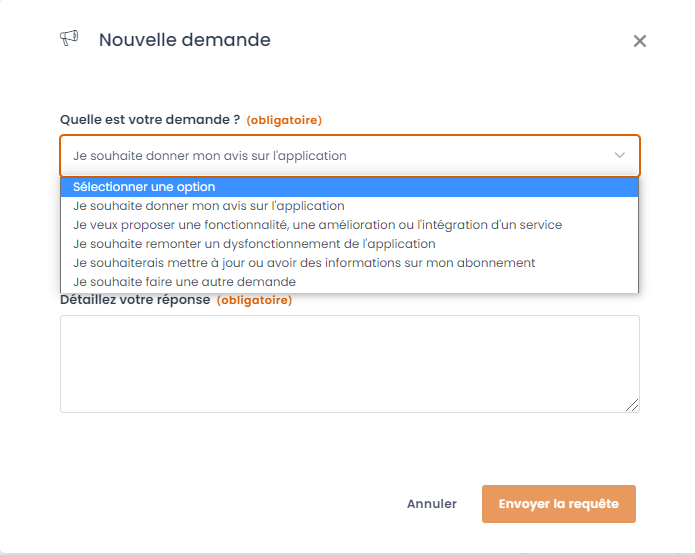 Nouvelle demande
Quelle est votre demande ? (obligatoire)
Je souhaite donner mon avis sur l'application
Sélectionner une option
Je souhaite donner mon avis sur l'application
Je veux proposer une fonctionnalité, une amélioration ou l'intégration d'un service
Je souhaite remonter un dysfonctionnement de l'application
Je souhaiterais mettre à jour ou avoir des informations sur mon abonnement
Je souhaite faire une autre demande
Détaillez votre réponse (obligatoire)
Annuler
Envoyer la requête